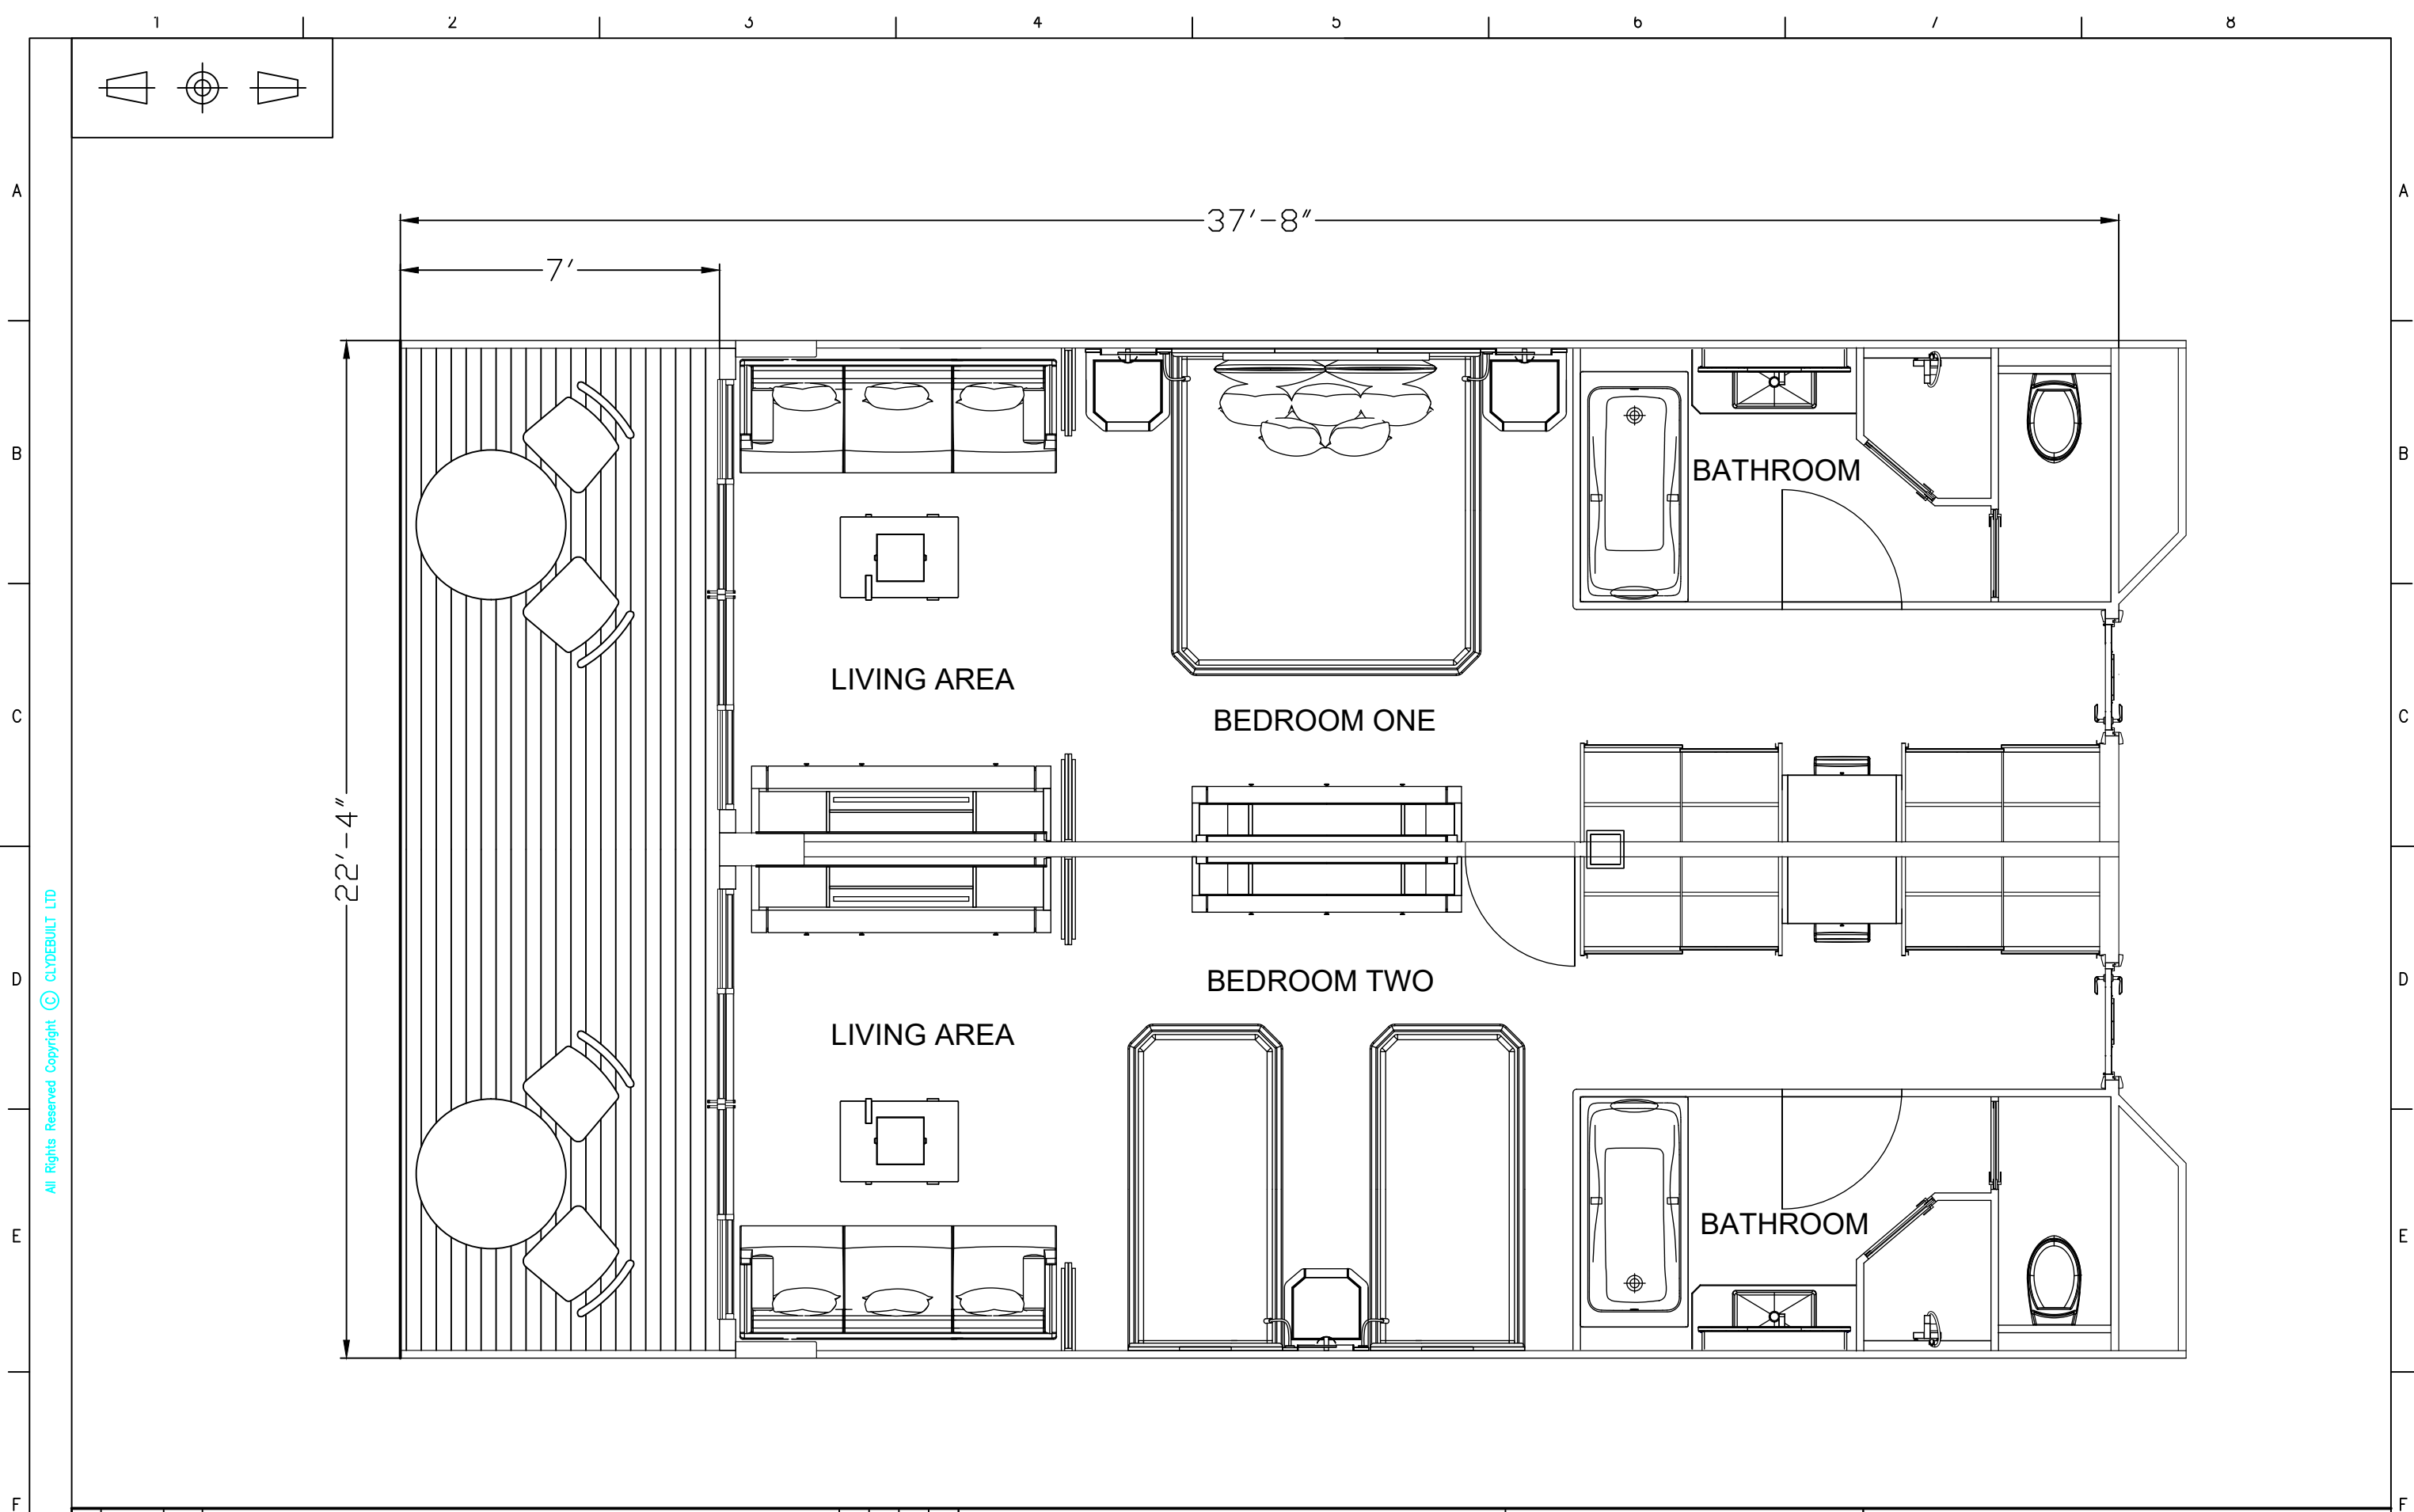 1 2 3 4 5 6 7 8
A A
37'-8"
7'
B B
BATHROOM
LIVING AREA
C C
BEDROOM ONE
22'-4"
D D
BEDROOM TWO
LIVING AREA
All Rights Reserved Copyright © CLYDEBUILT LTD
BATHROOM
E E
F F